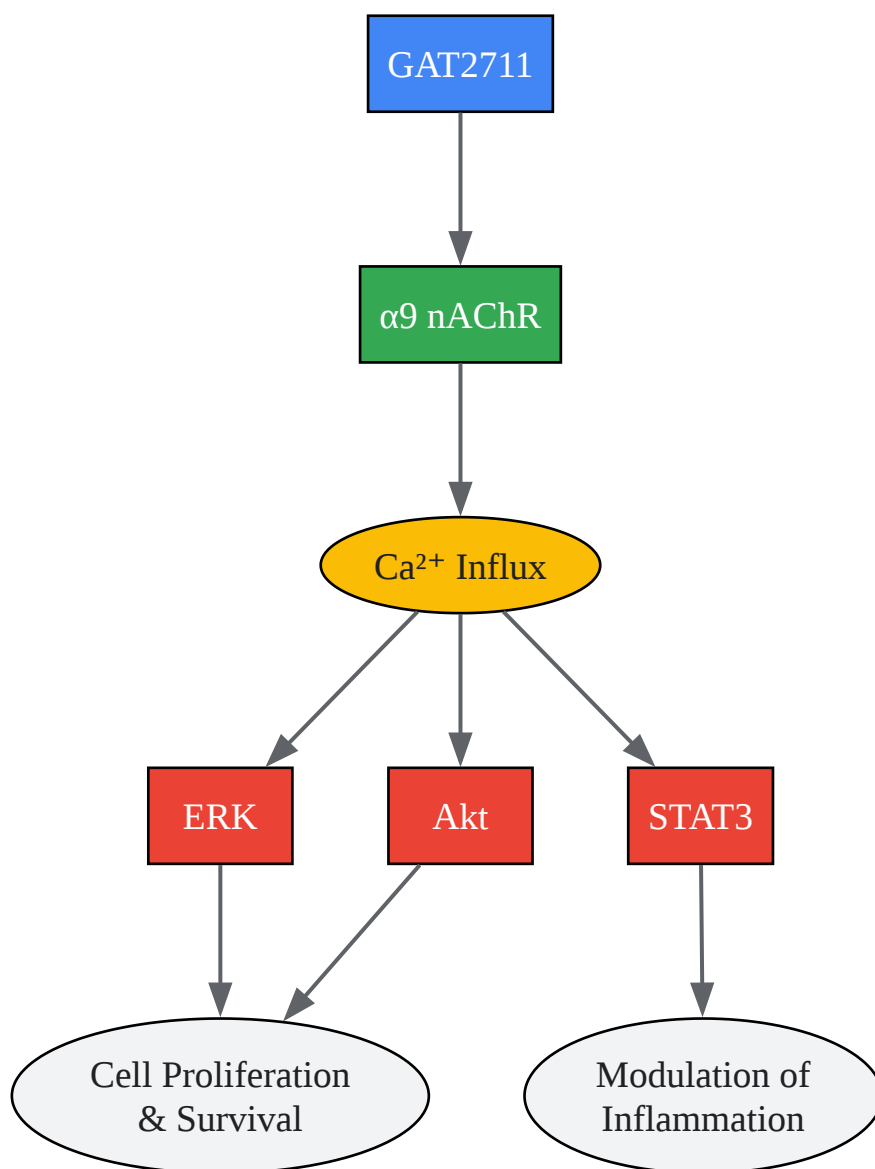 GAT2711
α9 nAChR
Ca²⁺ Influx
ERK
Akt
STAT3
Cell Proliferation
& Survival
Modulation of
Inflammation